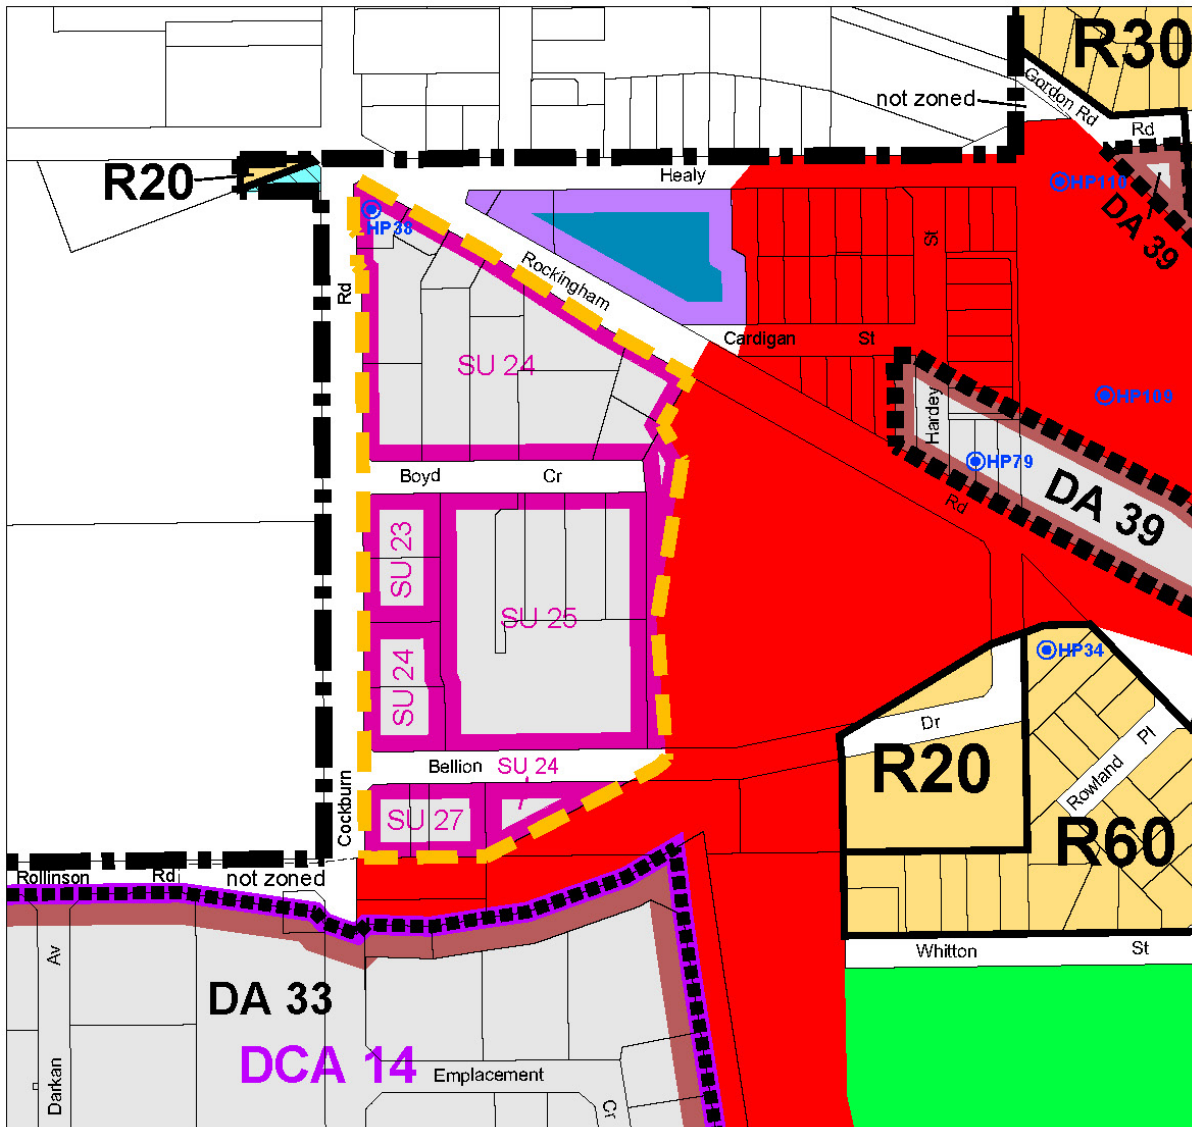 R30
Gordon Rd
not zoned
Rd
Healy
R20
HP110
DA 39
HP38
St
Rockingham
Rd
Cardigan St
SU 24
HP109
Hardey
Boyd Cr
HP79
DA 39
Rd
SU 23
SU 25
HP34
SU 24
Dr
Pl
R20
Rowland
Bellion
SU 24
Cockburn
SU 27
R60
Rollinson Rd
not zoned
Av
Whitton St
DA 33
DCA 14
Emplacement
Darkan
Cr